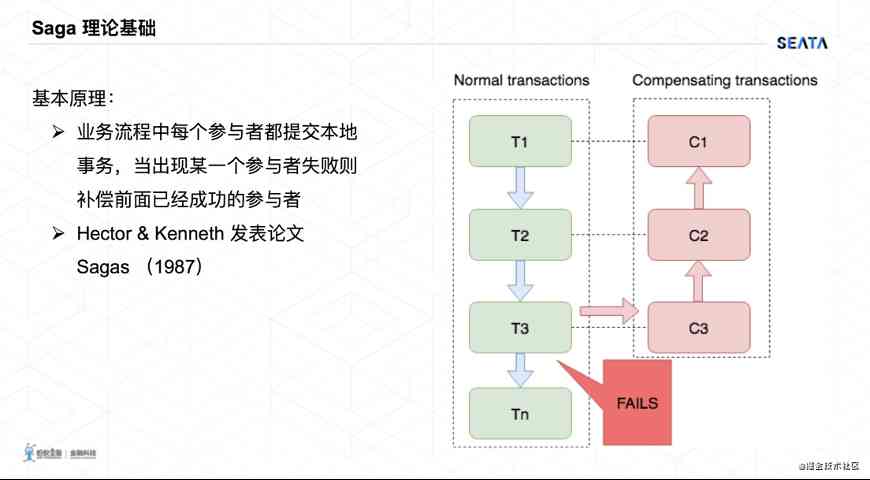 Saga 理论基础
SEATA
基本原理：
➢ 业务流程中每个参与者都提交本地
事务，当出现某一个参与者失败则
补偿前面已经成功的参与者
➢ Hector & Kenneth 发表论文
Sagas （1987）
Normal transactions
Compensating transactions
T1
C1
T2
C2
T3
C3
Tn
FAILS
蚂蚁金服 | 金融科技
@掘金技术社区